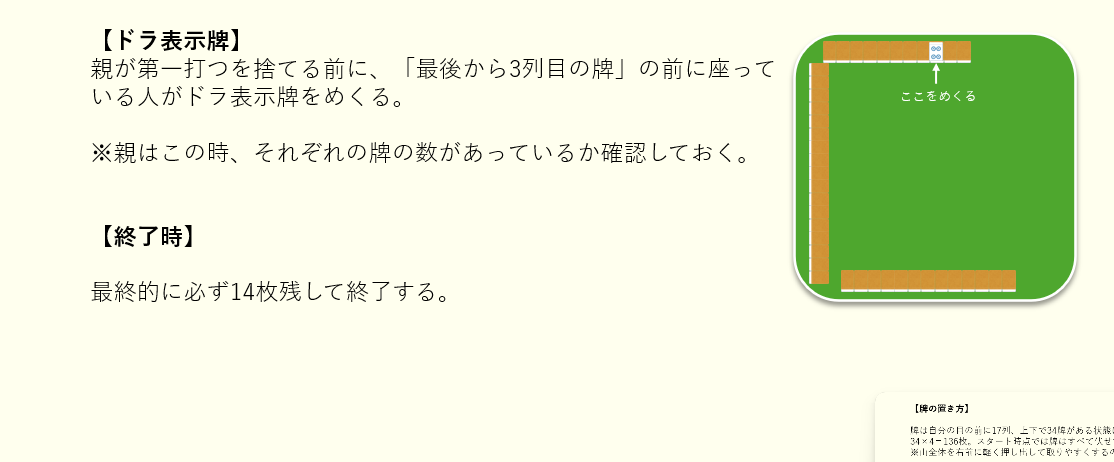 【ドラ表示牌】
親が第一打つを捨てる前に、「最後から3列目の牌」の前に座って
いる人がドラ表示牌をめくる。
※親はこの時、それぞれの牌の数があっているか確認しておく。
【終了時】
最終的に必ず14枚残して終了する。
ここをめくる
【牌の置き方】
牌は自分の目の前に17列、上下で34牌がある状態に
34×4=136枚。スタート時点では牌はすべて伏せ
※山全体を右前に軽く押し出して取りやすくする